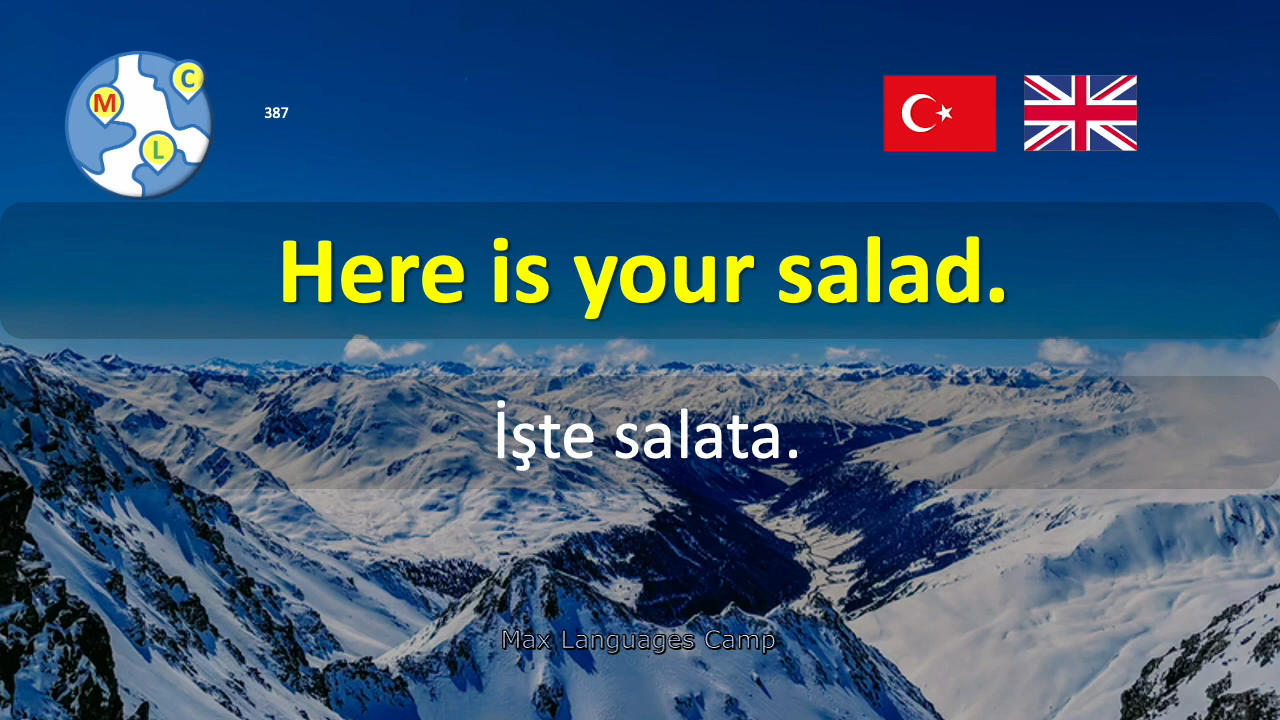 M
C
L
387
Here is your salad.
İşte salata.
Max Languages Camp